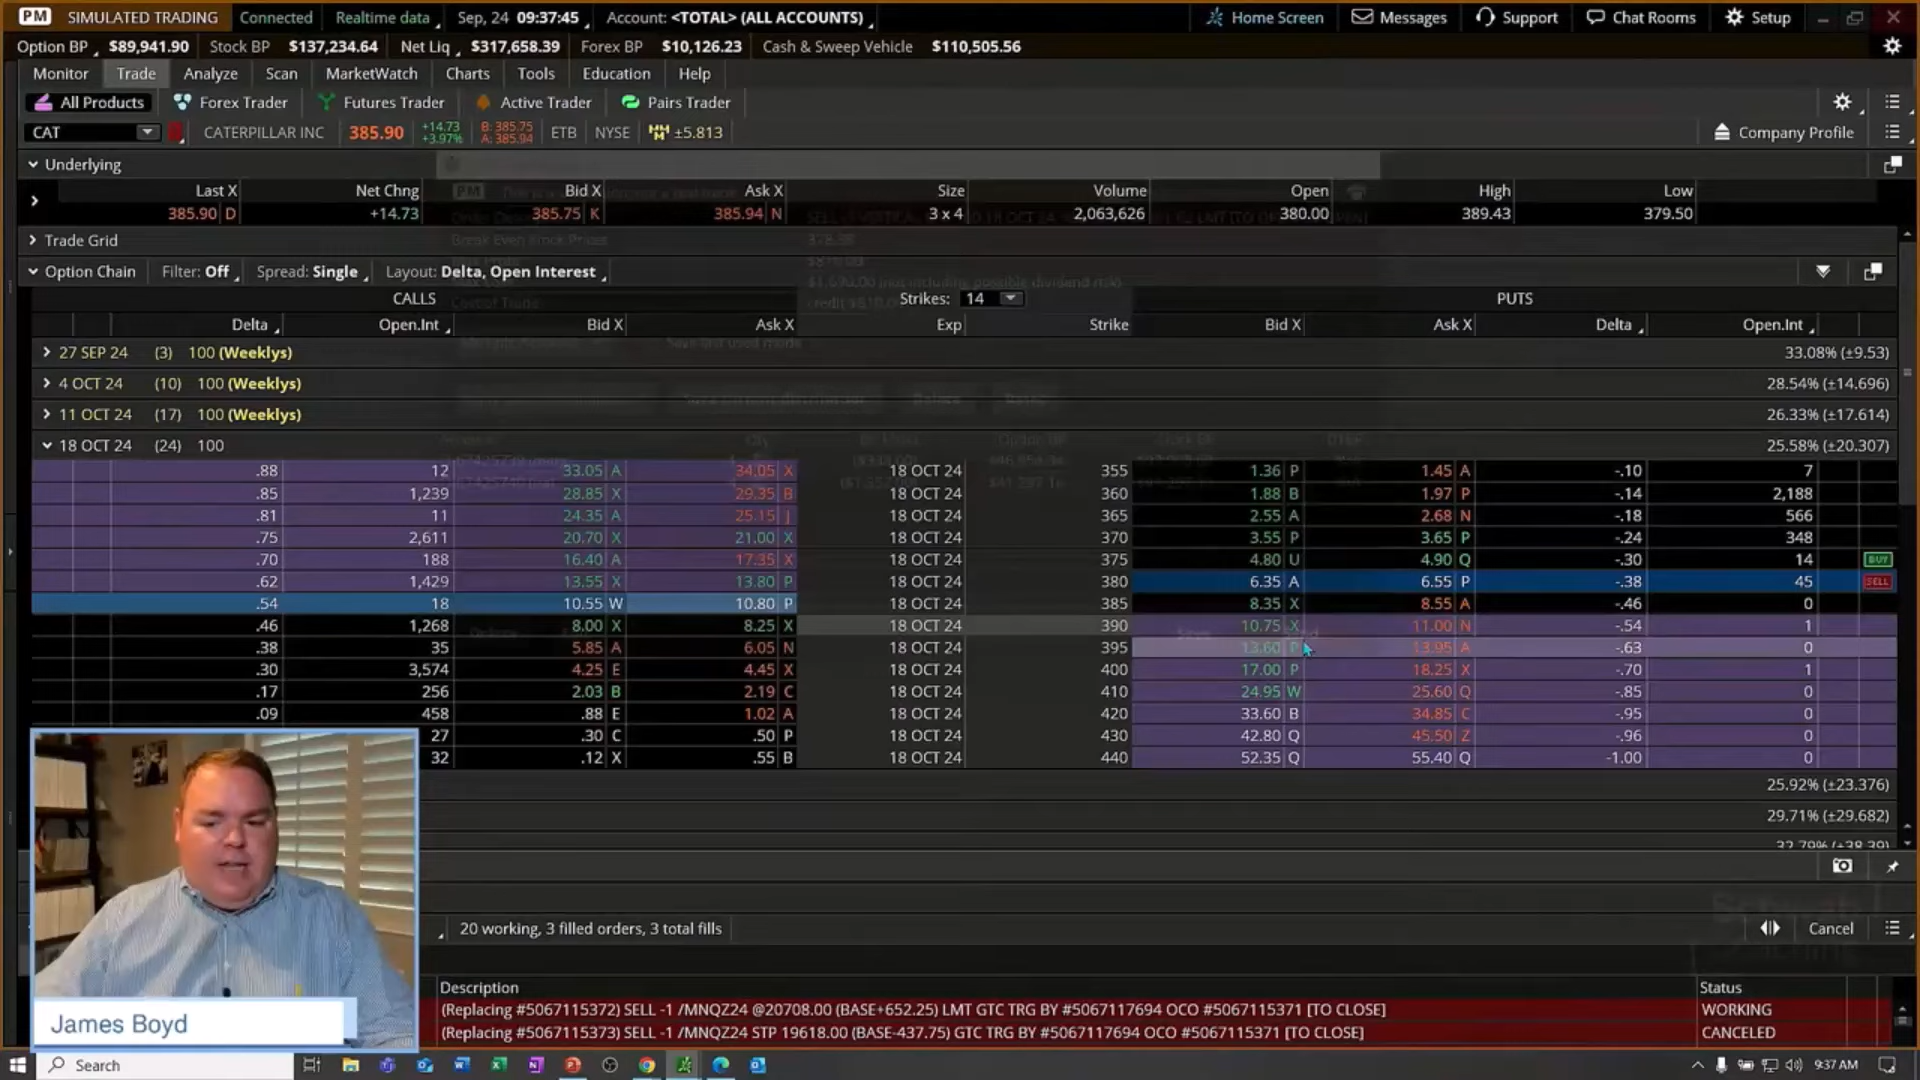 PM SIMULATED TRADING Connected Realtime data Sep, 24 09:37:45 Account: <TOTAL> (ALL ACCOUNTS) Home Screen Messages Support Chat Rooms Setup
Option BP $89,941.90 Stock BP $137,234.64 Net Liq $317,658.39 Forex BP $10,126.23 Cash & Sweep Vehicle $110,505.56
Monitor Trade Analyze Scan MarketWatch Charts Tools Education Help
All Products Forex Trader Futures Trader Active Trader Pairs Trader
CAT CATERPILLAR INC 385.90 +14.73 +3.97% B: 385.75 A: 385.94 ETB NYSE ±5.813 Company Profile
Underlying
Last X Net Chng Bid X Ask X Size Volume Open High Low
385.90 D +14.73 385.75 K 385.94 N 3 x 4 2,063,626 380.00 389.43 379.50
Trade Grid
Break Even Stock Prices
Option Chain Filter: Off Spread: Single Layout: Delta, Open Interest
CALLS Strikes: 14 PUTS
Cost of Trade
Delta Open.Int Bid X Ask X Exp Strike Bid X Ask X Delta Open.Int
27 SEP 24 (3) 100 (Weeklys) 33.08% (±9.53)
4 OCT 24 (10) 100 (Weeklys) 28.54% (±14.696)
11 OCT 24 (17) 100 (Weeklys) 26.33% (±17.614)
18 OCT 24 (24) 100 25.58% (±20.307)
.88 12 33.05 A 34.05 X 18 OCT 24 355 1.36 P 1.45 A -.10 7
.85 1,239 28.85 X 29.35 B 18 OCT 24 360 1.88 B 1.97 P -.14 2,188
.81 11 24.35 A 25.15 J 18 OCT 24 365 2.55 A 2.68 N -.18 566
.75 2,611 20.70 X 21.00 X 18 OCT 24 370 3.55 P 3.65 P -.24 348
.70 188 16.40 A 17.35 X 18 OCT 24 375 4.80 U 4.90 Q -.30 14 BUY
.62 1,429 13.55 X 13.80 P 18 OCT 24 380 6.35 A 6.55 P -.38 45 SELL
.54 18 10.55 W 10.80 P 18 OCT 24 385 8.35 X 8.55 A -.46 0
.46 1,268 8.00 X 8.25 X 18 OCT 24 390 10.75 X 11.00 N -.54 1
.38 35 5.85 A 6.05 N 18 OCT 24 395 13.60 P 13.95 A -.63 0
.30 3,574 4.25 E 4.45 X 18 OCT 24 400 17.00 P 18.25 X -.70 1
.17 256 2.03 B 2.19 C 18 OCT 24 410 24.95 W 25.60 Q -.85 0
.09 458 .88 E 1.02 A 18 OCT 24 420 33.60 B 34.85 C -.95 0
27 .30 C .50 P 18 OCT 24 430 42.80 Q 45.50 Z -.96 0
32 .12 X .55 B 18 OCT 24 440 52.35 Q 55.40 Q -1.00 0
25.92% (±23.376)
29.71% (±29.682)
32.79% (±38.39)
20 working, 3 filled orders, 3 total fills Cancel
Description Status
(Replacing #5067115372) SELL -1 /MNQZ24 @20708.00 (BASE+652.25) LMT GTC TRG BY #5067117694 OCO #5067115371 [TO CLOSE] WORKING
(Replacing #5067115373) SELL -1 /MNQZ24 STP 19618.00 (BASE-437.75) GTC TRG BY #5067117694 OCO #5067115371 [TO CLOSE] CANCELED
James Boyd
Search 9:37 AM